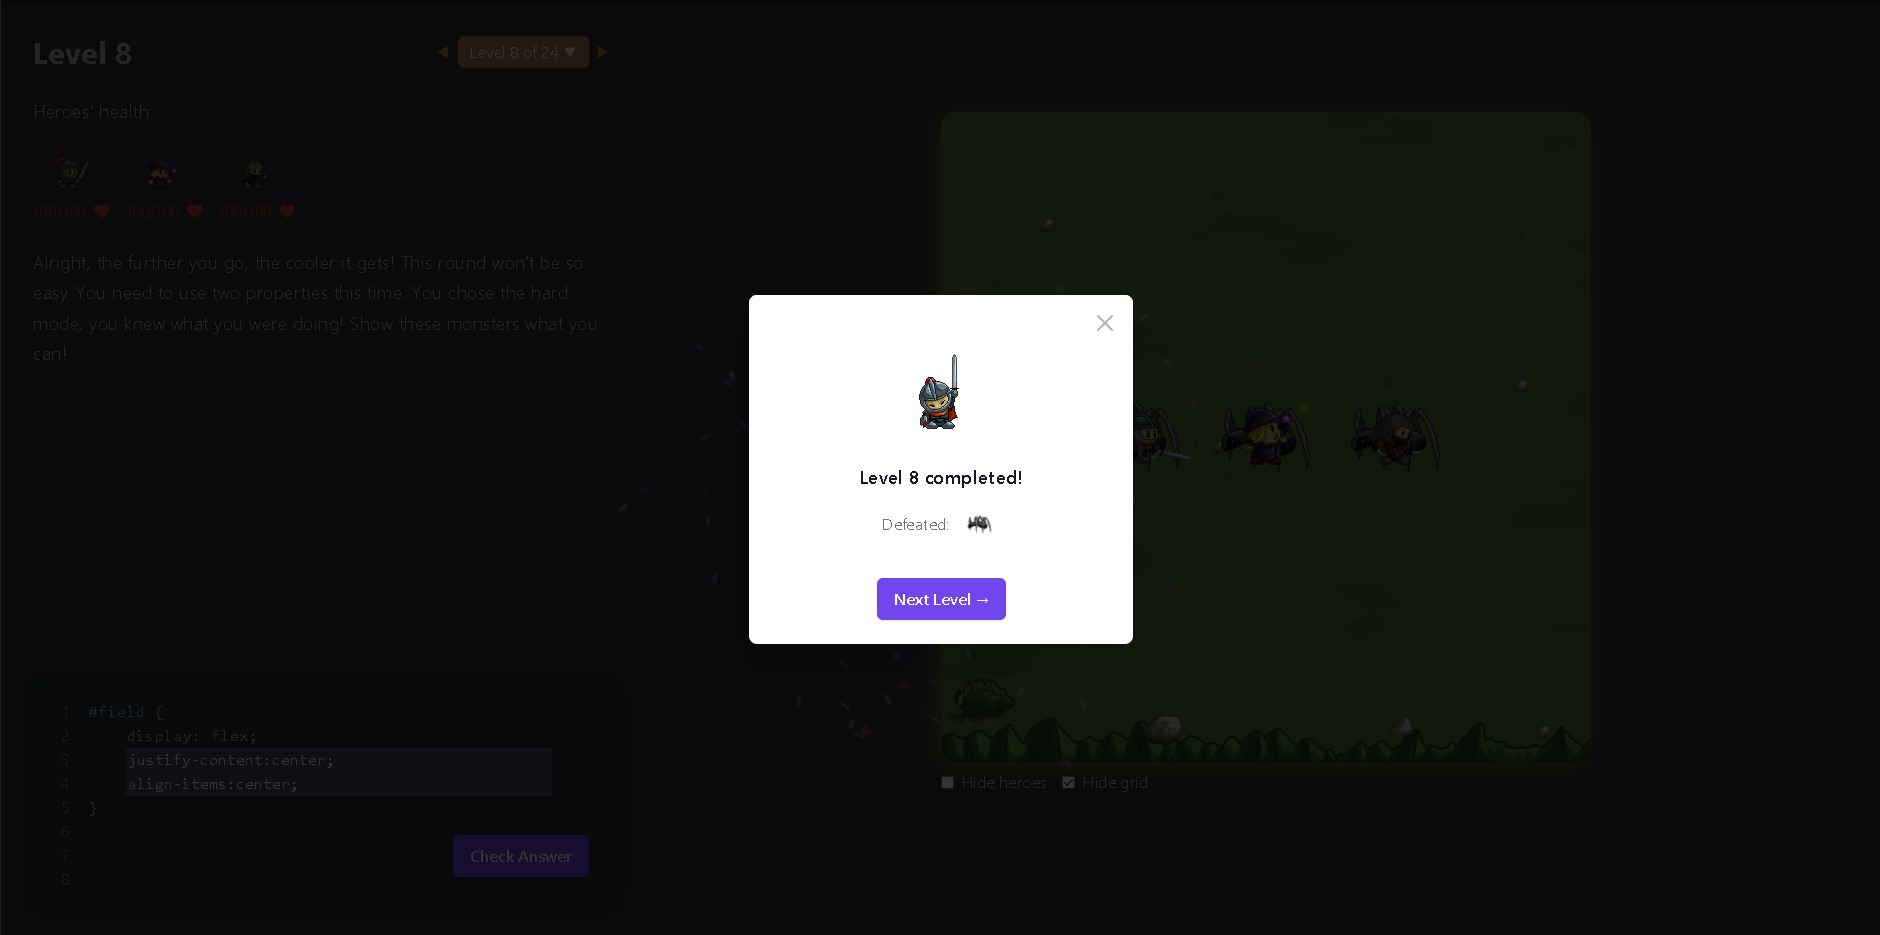 Level 8
Level 8 of 24
Heroes' health:
100/100 100/100 100/100
Alright, the further you go, the cooler it gets! This round won't be so
easy. You need to use two properties this time. You chose the hard
mode, you knew what you were doing! Show these monsters what you
can!
Level 8 completed!
Defeated:
Next Level →
1 #field {
2 display: flex;
3 justify-content:center;
4 align-items:center;
5 }
6
7
8
Check Answer
Hide heroes Hide grid